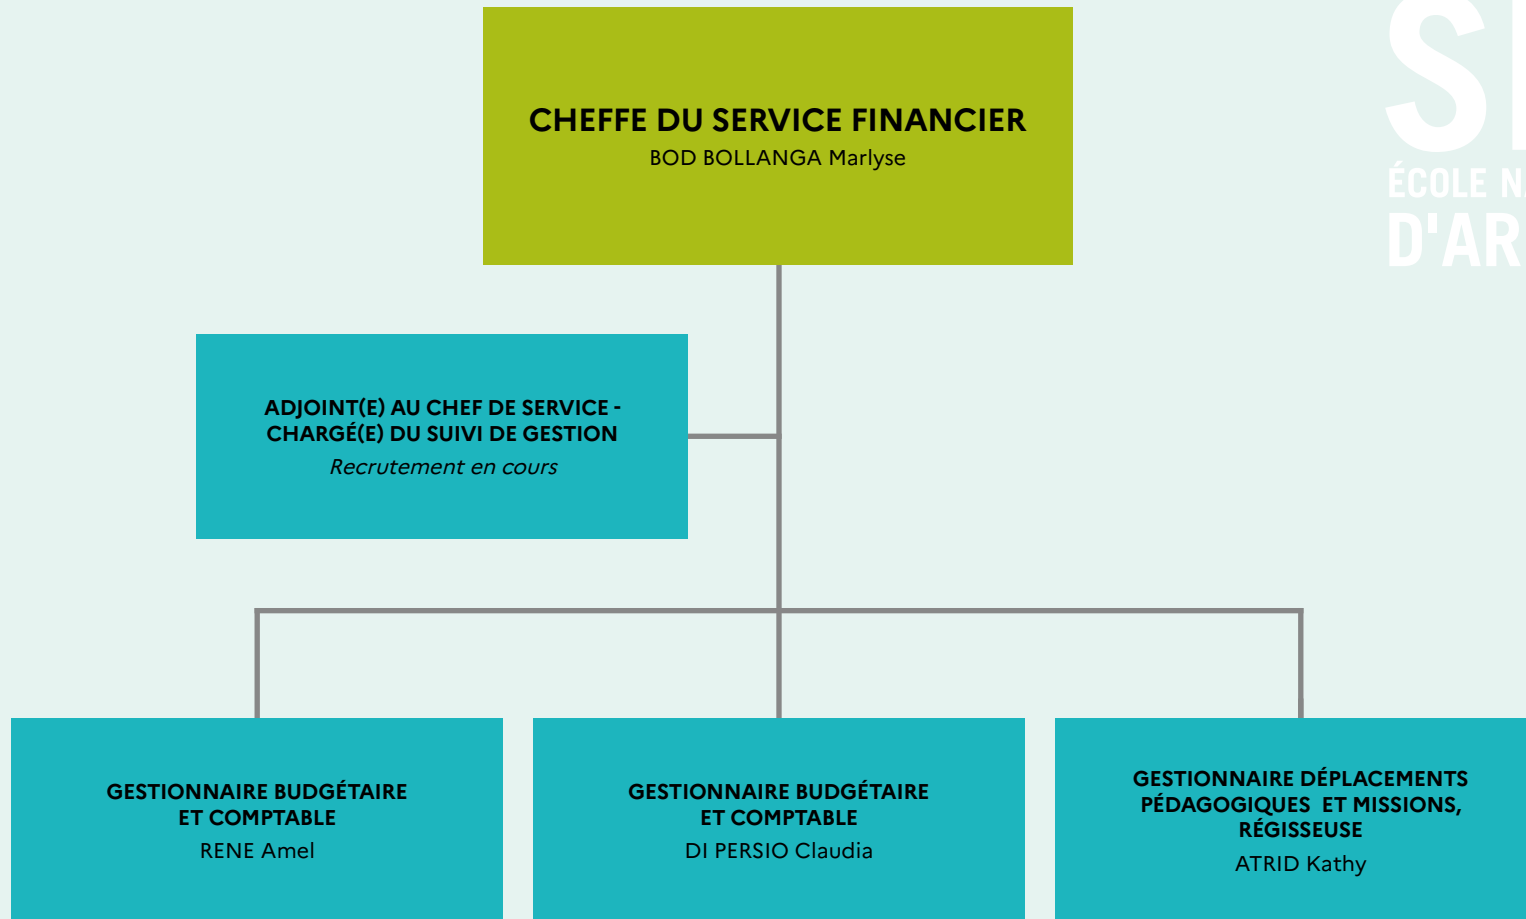 CHEFFE DU SERVICE FINANCIER
BOD BOLLANGA Marlyse
ÉCOLE
ADJOINT(E) AU CHEF DE SERVICE -
CHARGÉ(E) DU SUIVI DE GESTION
Recrutement en cours
GESTIONNAIRE BUDGÉTAIRE
ET COMPTABLE
RENE Amel
GESTIONNAIRE BUDGÉTAIRE
ET COMPTABLE
DI PERSIO Claudia
GESTIONNAIRE DÉPLACEMENTS
PÉDAGOGIQUES ET MISSIONS,
RÉGISSEUSE
ATRID Kathy